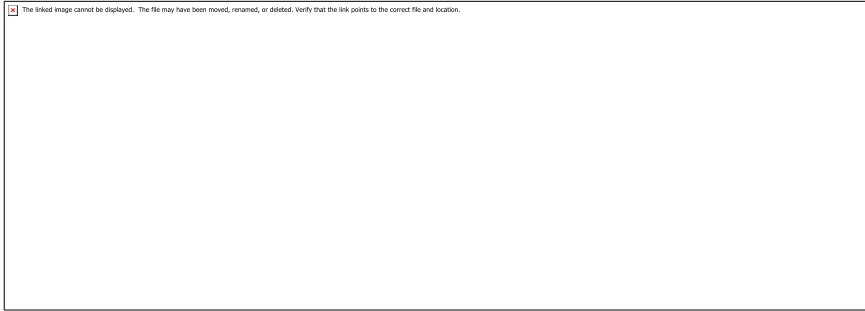 The linked image cannot be displayed.  The file may have been moved, renamed, or deleted. Verify that the link points to the correct file and location.